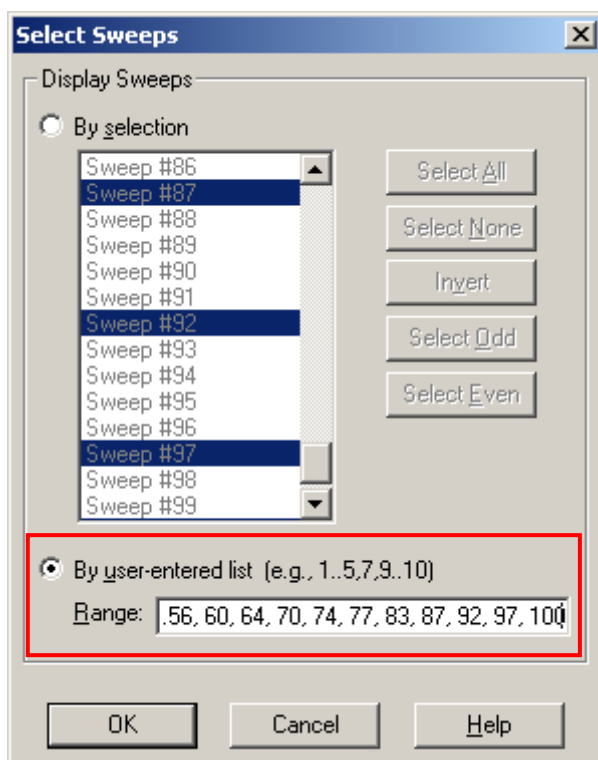 Select Sweeps
Display Sweeps
By selection
Sweep #86
Sweep #87
Sweep #88
Sweep #89
Sweep #90
Sweep #91
Sweep #92
Sweep #93
Sweep #94
Sweep #95
Sweep #96
Sweep #97
Sweep #98
Sweep #99
Select All
Select None
Invert
Select Odd
Select Even
By user-entered list (e.g., 1..5,7,9..10)
Range: .56, 60, 64, 70, 74, 77, 83, 87, 92, 97, 100
OK Cancel Help